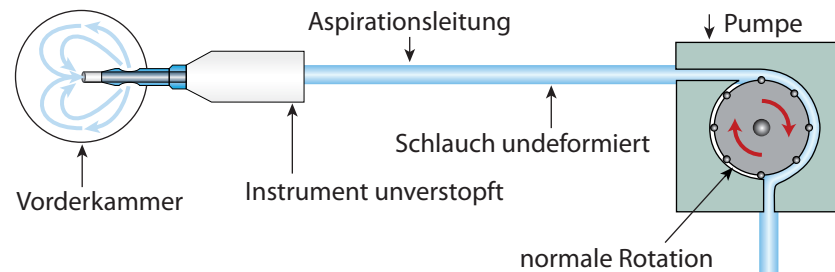 Aspirationsleitung
Pumpe
Schlauch undeformiert
Vorderkammer
Instrument unverstopft
normale Rotation